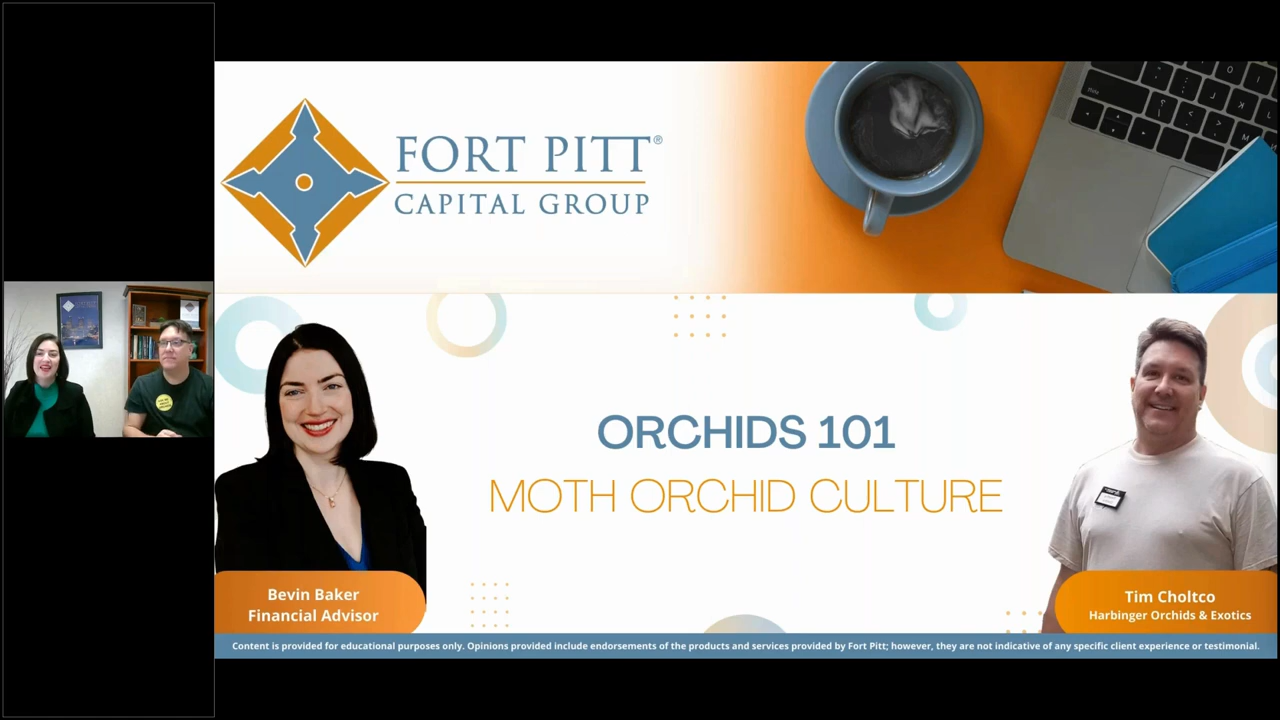 FORT PITT®
CAPITAL GROUP
ORCHIDS 101
MOTH ORCHID CULTURE
Bevin Baker
Financial Advisor
Tim Choltco
Harbinger Orchids & Exotics
Content is provided for educational purposes only. Opinions provided include endorsements of the products and services provided by Fort Pitt; however, they are not indicative of any specific client experience or testimonial.